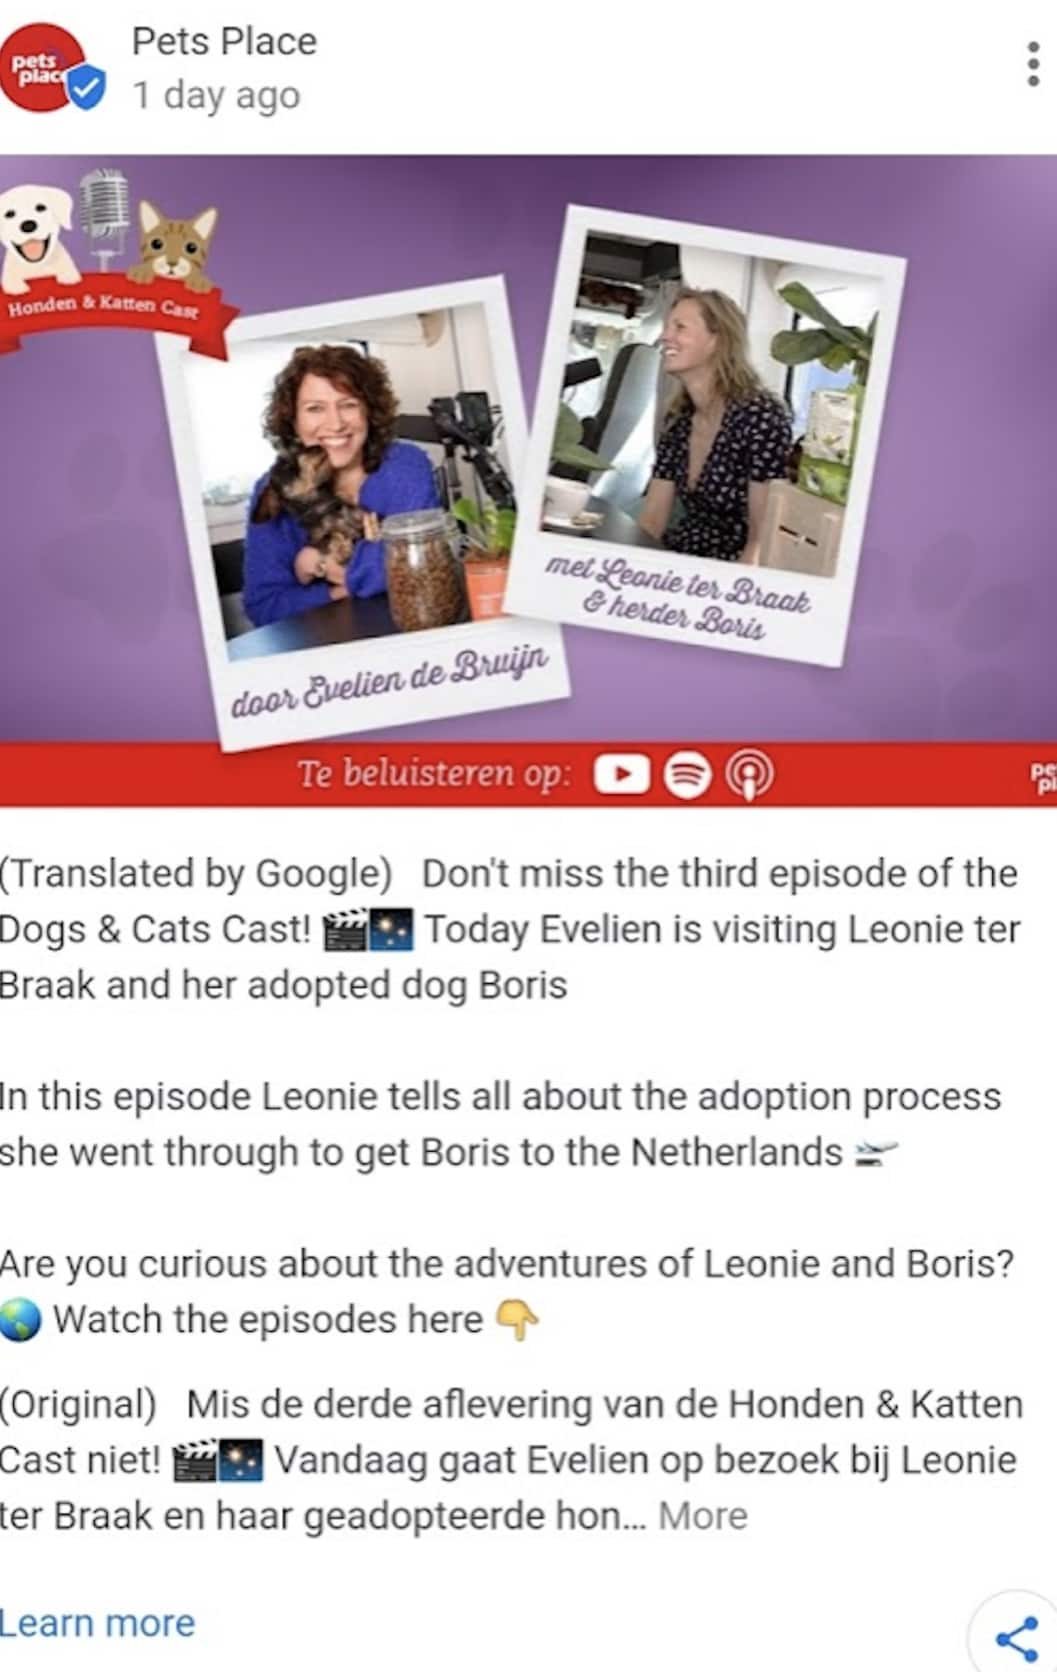 pets
place
Pets Place
1 day ago
Honden & Katten Cast
met Leonie ter Braak
& herder Boris
door Evelien de Bruijn
Te beluisteren op:
(Translated by Google) Don't miss the third episode of the
Dogs & Cats Cast! 🎬🌠 Today Evelien is visiting Leonie ter
Braak and her adopted dog Boris
In this episode Leonie tells all about the adoption process
she went through to get Boris to the Netherlands 🛫
Are you curious about the adventures of Leonie and Boris?
🌎 Watch the episodes here 👇
(Original) Mis de derde aflevering van de Honden & Katten
Cast niet! 🎬🌠 Vandaag gaat Evelien op bezoek bij Leonie
ter Braak en haar geadopteerde hon... More
Learn more